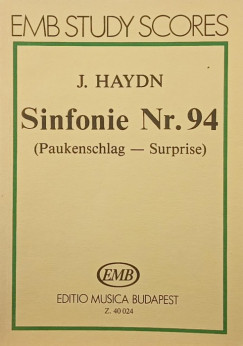 EMB STUDY SCORES
J. HAYDN
Sinfonie Nr. 94
(Paukenschlag — Surprise)
EMB
EDITIO MUSICA BUDAPEST
Z. 40 024